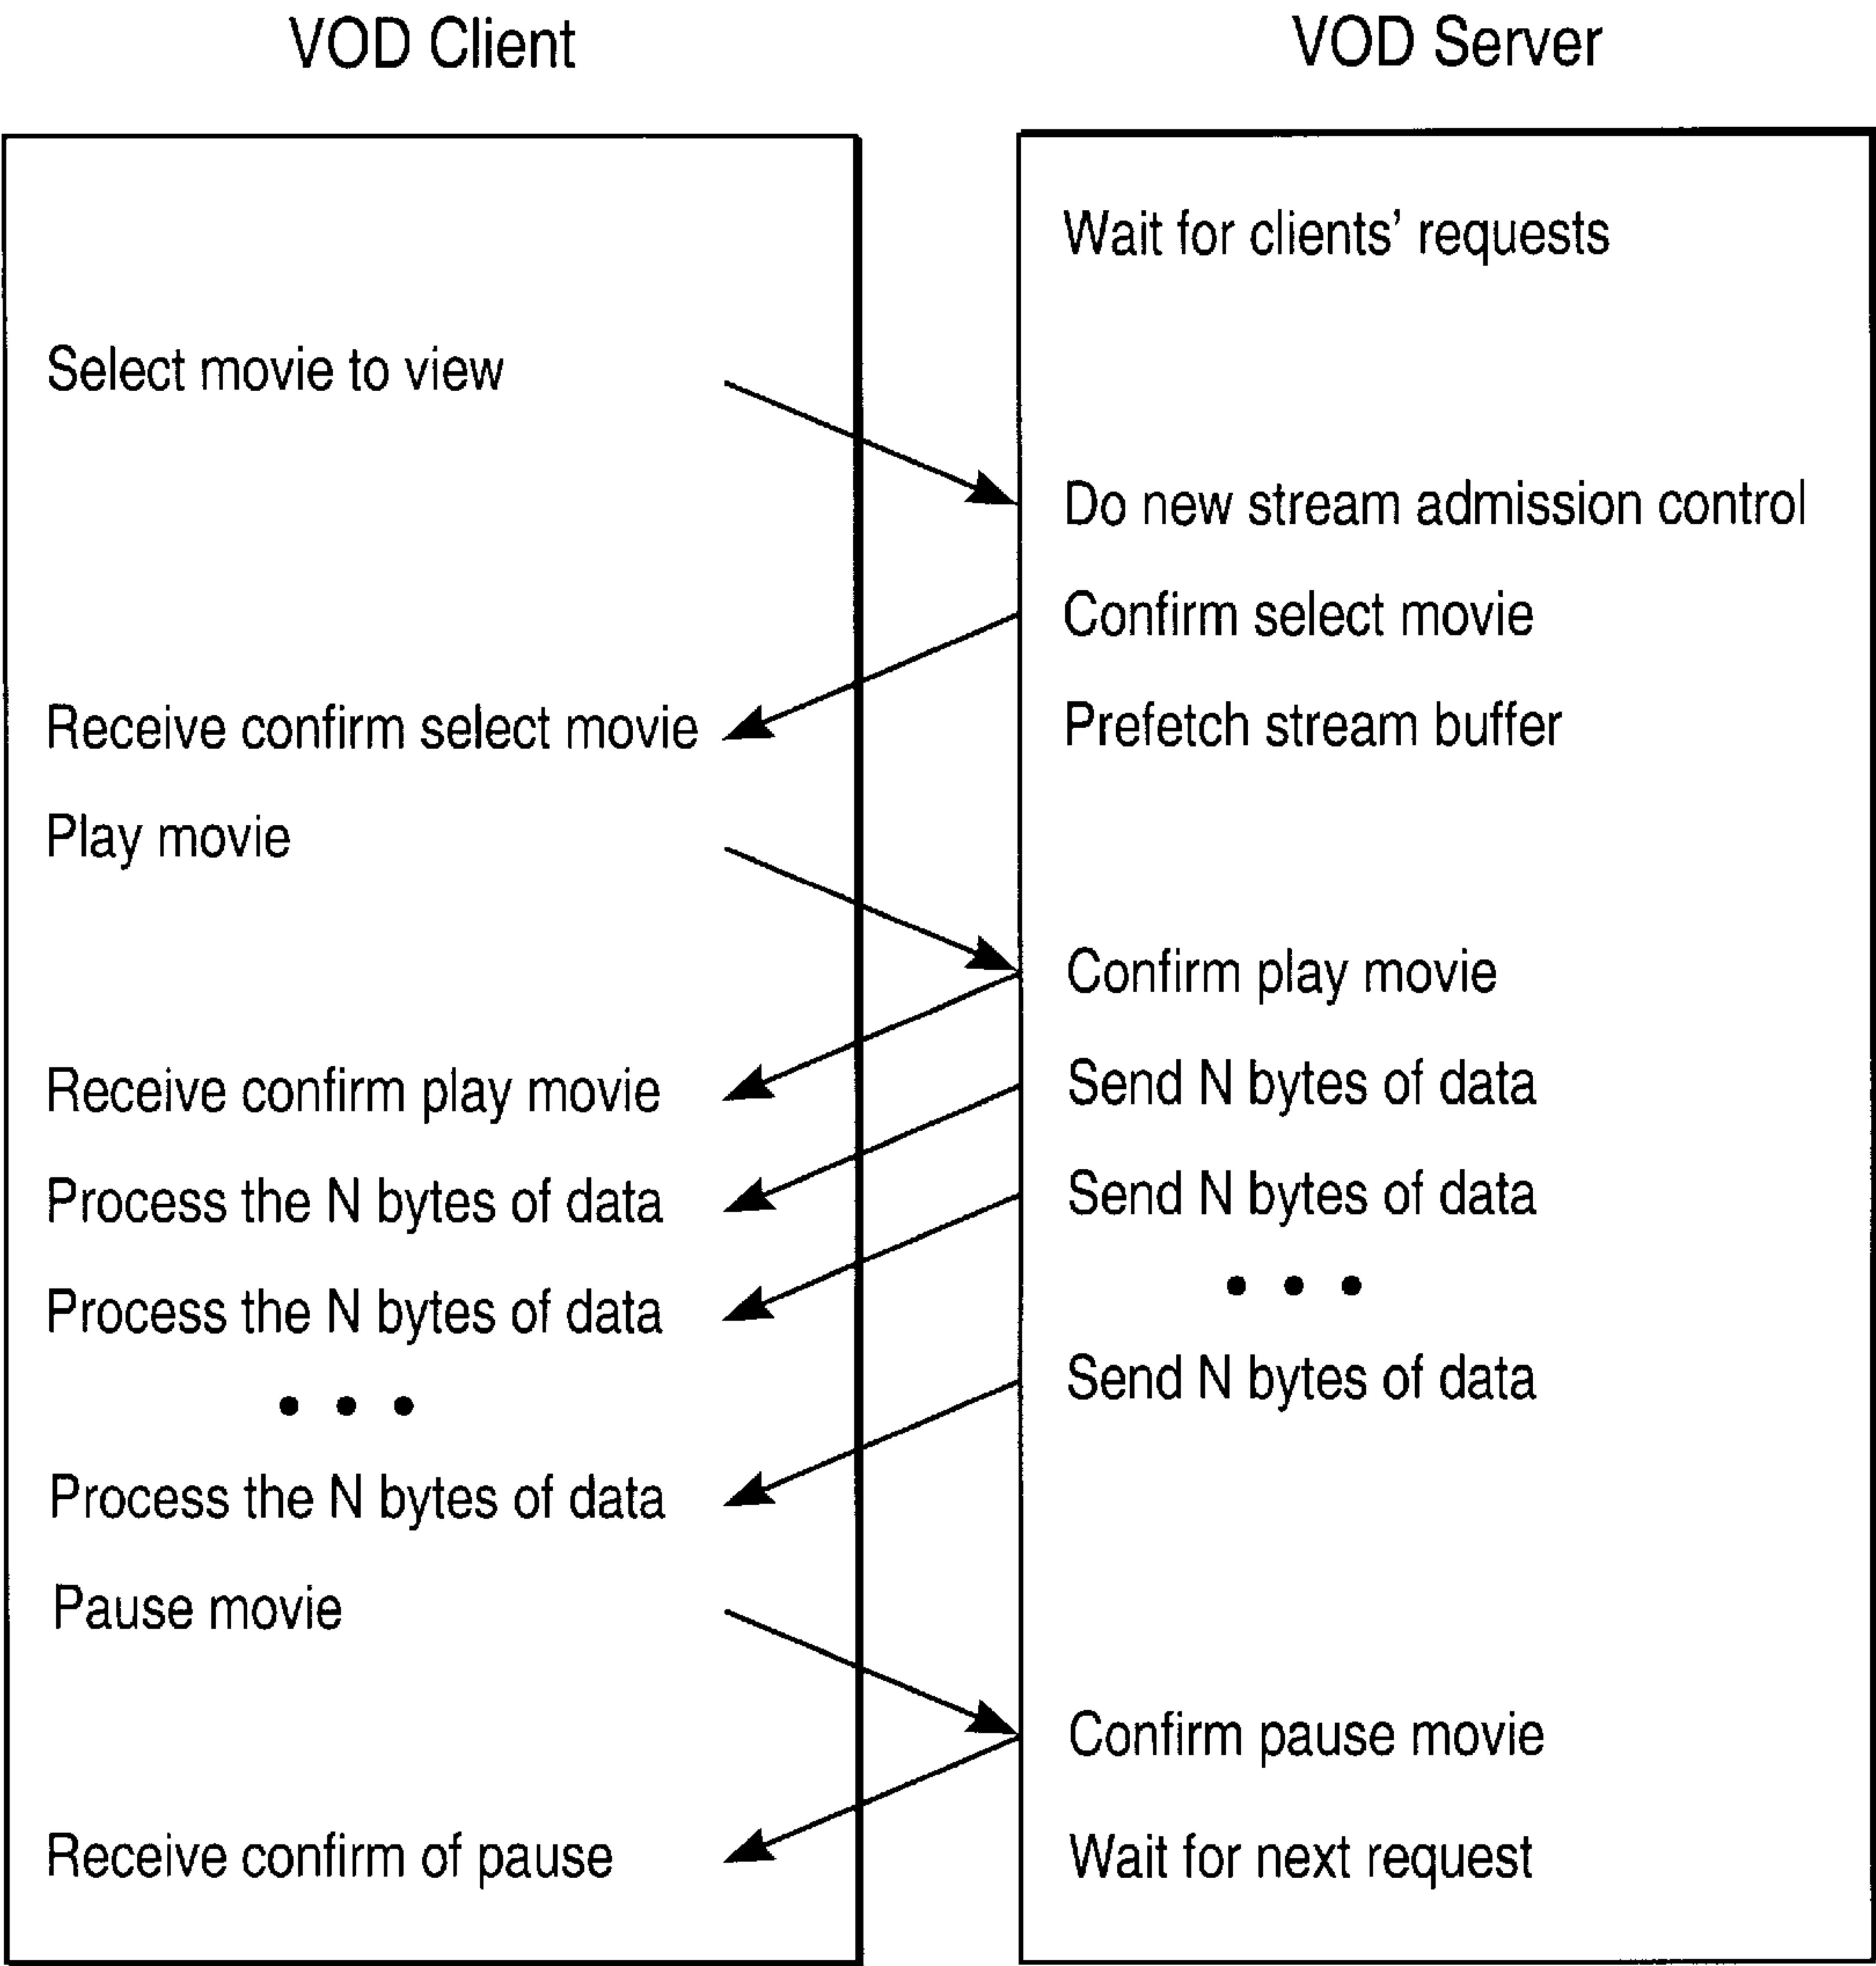 VOD Client
VOD Server
Wait for clients' requests
Select movie to view
Do new stream admission control
Confirm select movie
Receive confirm select movie
Prefetch stream buffer
Play movie
Confirm play movie
Receive confirm play movie
Send N bytes of data
Process the N bytes of data
Send N bytes of data
Process the N bytes of data
• • •
Send N bytes of data
• • •
Process the N bytes of data
Pause movie
Confirm pause movie
Receive confirm of pause
Wait for next request